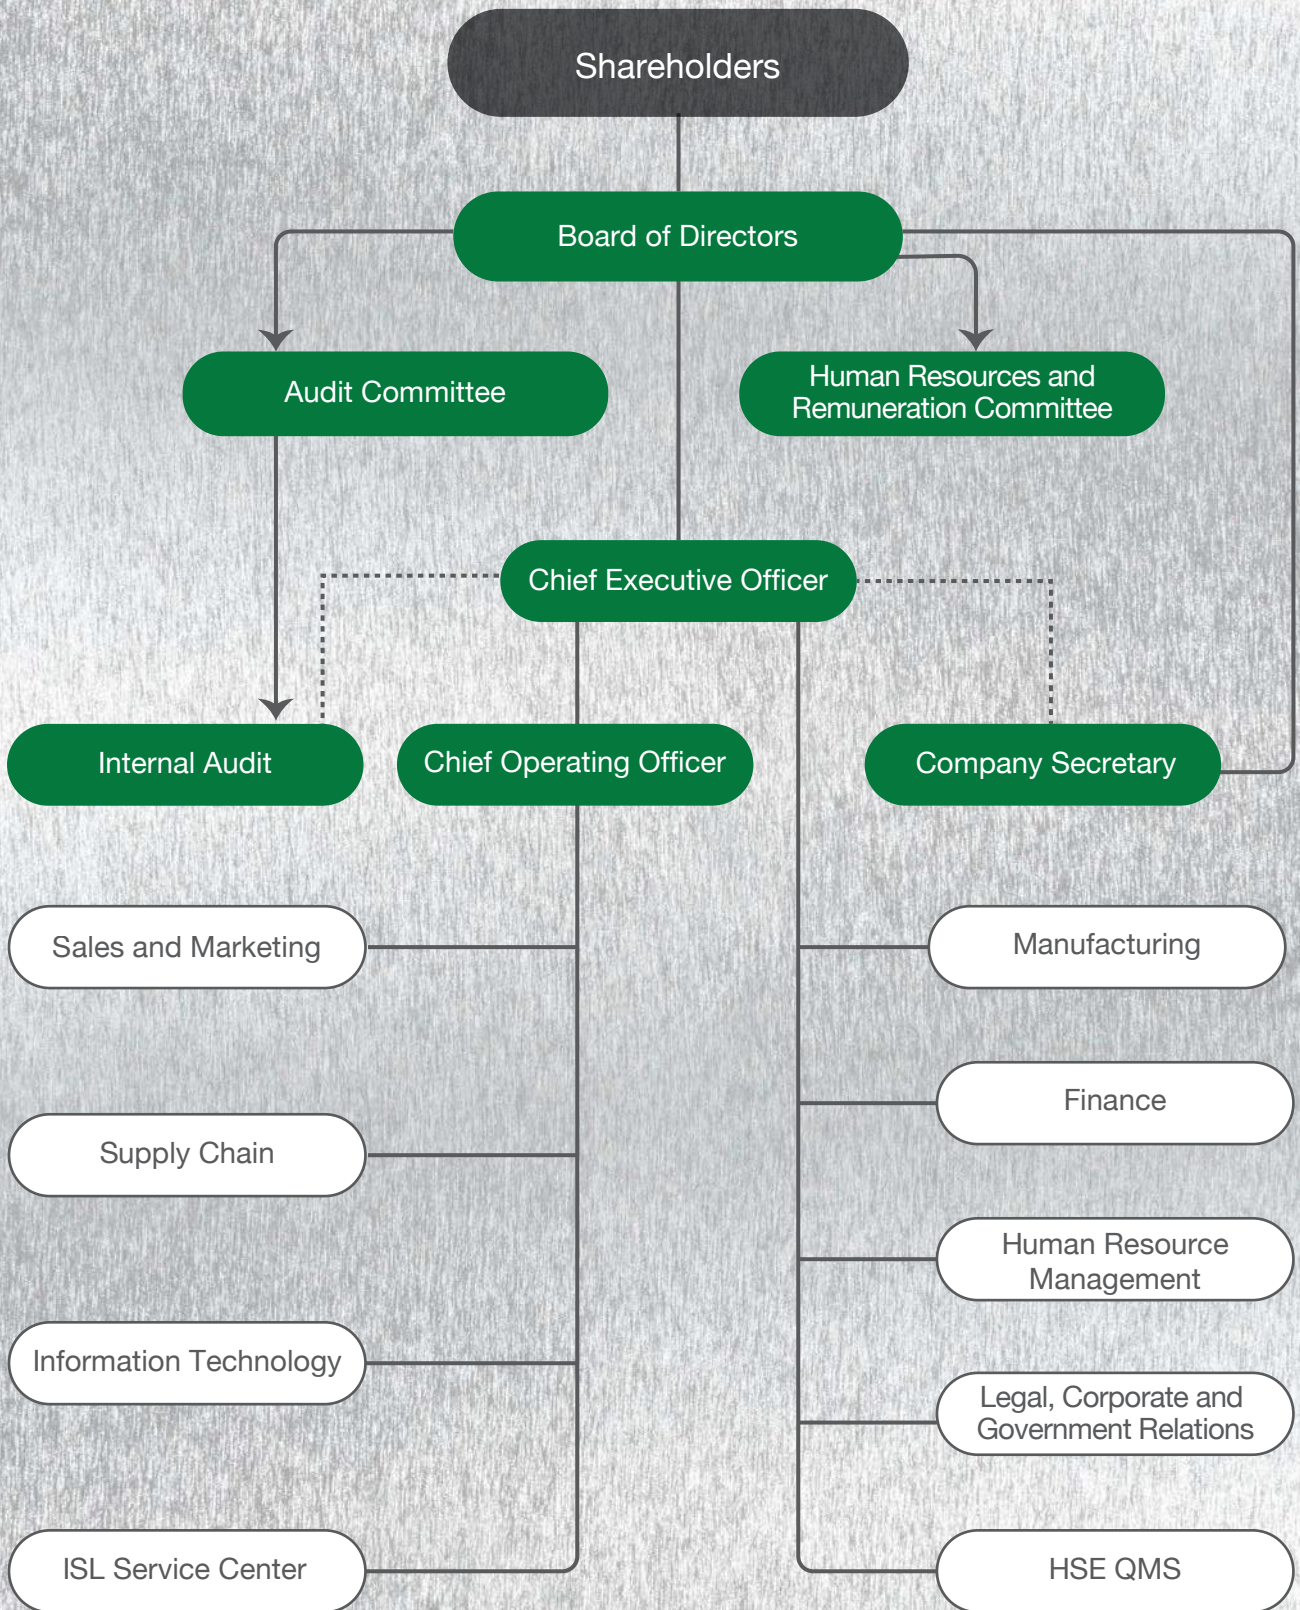 Shareholders
Board of Directors
Audit Committee
Human Resources and
Remuneration Committee
Chief Executive Officer
Internal Audit
Chief Operating Officer
Company Secretary
Sales and Marketing
Manufacturing
Finance
Supply Chain
Human Resource
Management
Information Technology
Legal, Corporate and
Government Relations
ISL Service Center
HSE QMS